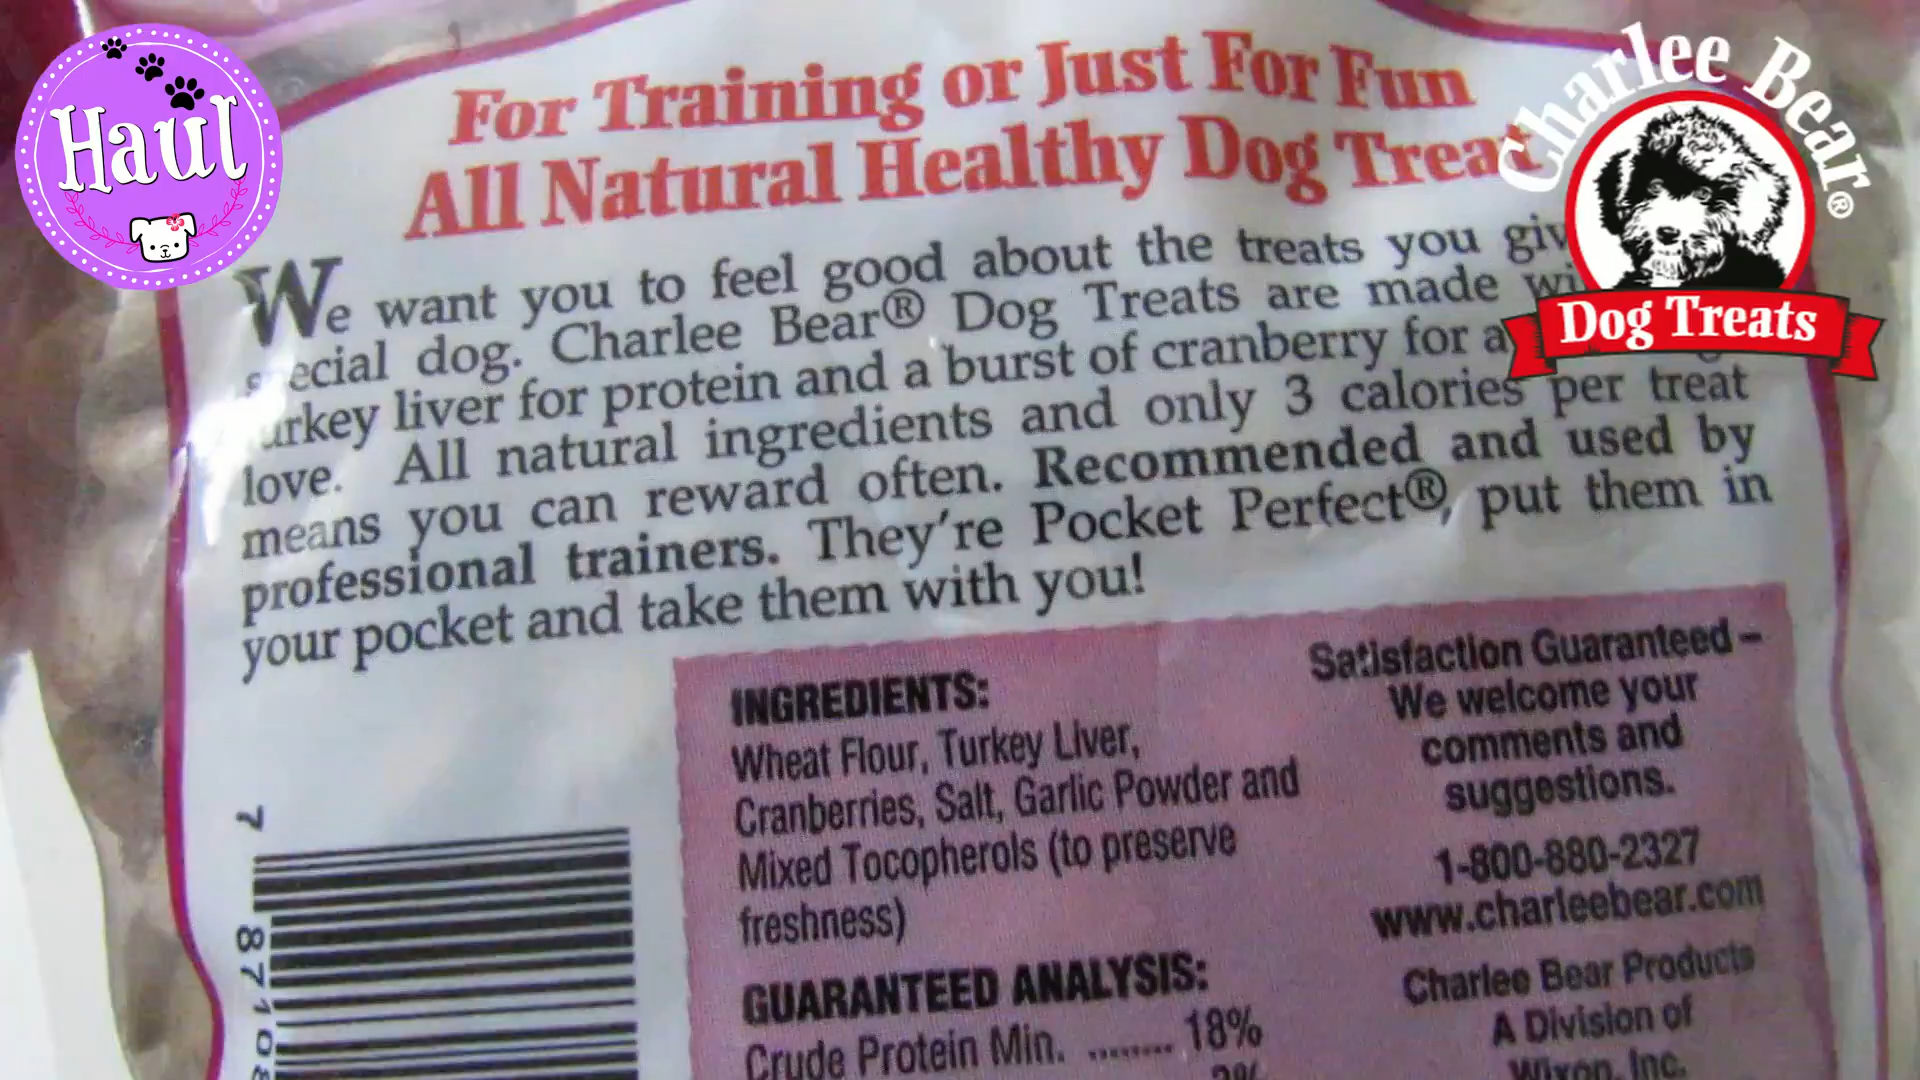 Haul
Charlee Bear®
Dog Treats
For Training or Just For Fun
All Natural Healthy Dog Treat
We want you to feel good about the treats you giv
ecial dog. Charlee Bear® Dog Treats are made wi
urkey liver for protein and a burst of cranberry for a
love. All natural ingredients and only 3 calories per treat
means you can reward often. Recommended and used by
professional trainers. They're Pocket Perfect®, put them in
your pocket and take them with you!
INGREDIENTS:
Wheat Flour, Turkey Liver,
Cranberries, Salt, Garlic Powder and
Mixed Tocopherols (to preserve
freshness)
GUARANTEED ANALYSIS:
Crude Protein Min. ........ 18%
Satisfaction Guaranteed –
We welcome your
comments and
suggestions.
1-800-880-2327
www.charleebear.com
Charlee Bear Products
A Division of
Wixon, Inc.
7
87108